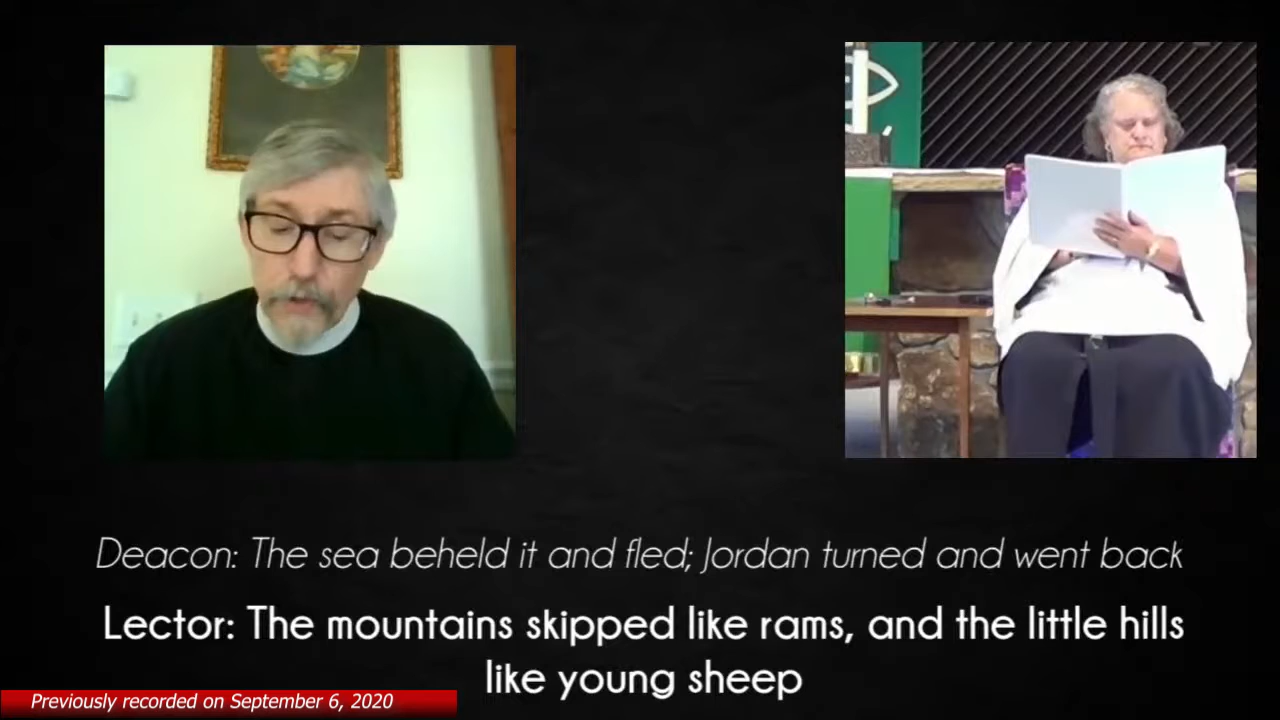 Deacon: The sea beheld it and fled; Jordan turned and went back
Lector: The mountains skipped like rams, and the little hills
like young sheep
Previously recorded on September 6, 2020